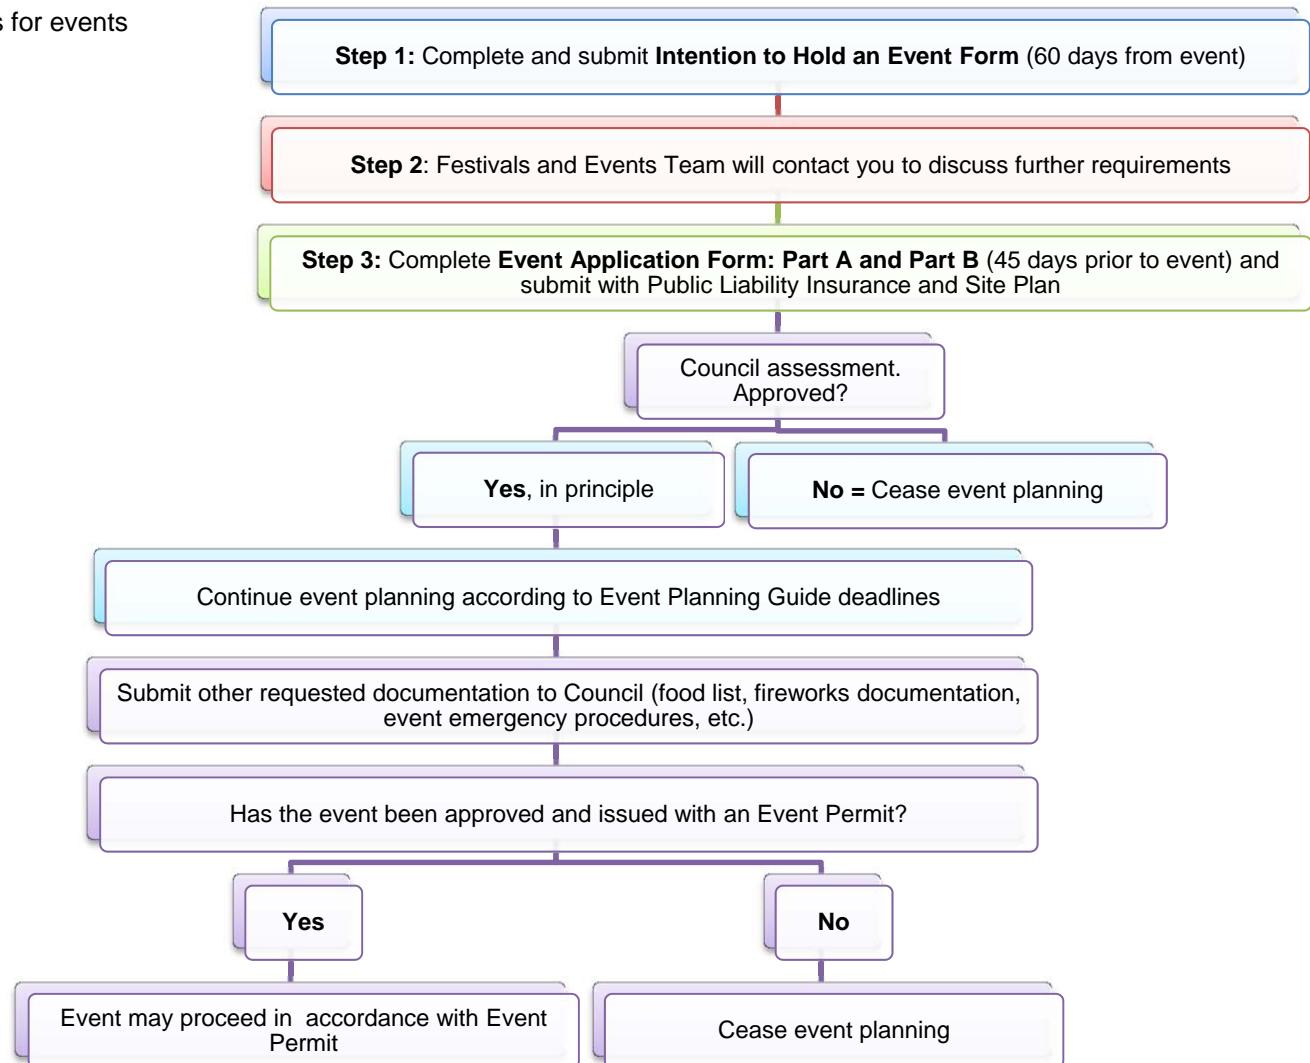 s for events
Step 1: Complete and submit Intention to Hold an Event Form (60 days from event)
Step 2: Festivals and Events Team will contact you to discuss further requirements
Step 3: Complete Event Application Form: Part A and Part B (45 days prior to event) and
submit with Public Liability Insurance and Site Plan
Council assessment.
Approved?
Yes, in principle
No = Cease event planning
Continue event planning according to Event Planning Guide deadlines
Submit other requested documentation to Council (food list, fireworks documentation,
event emergency procedures, etc.)
Has the event been approved and issued with an Event Permit?
Yes
No
Event may proceed in accordance with Event
Permit
Cease event planning